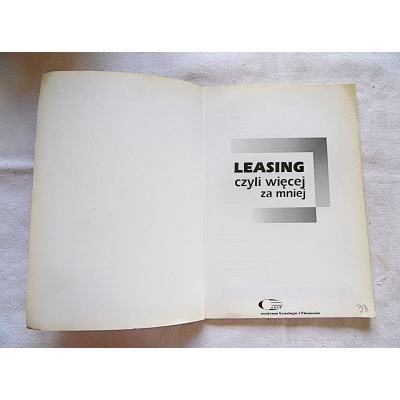 LEASING
czyli więcej
za mniej
centrum Leasingu i Finansów
33